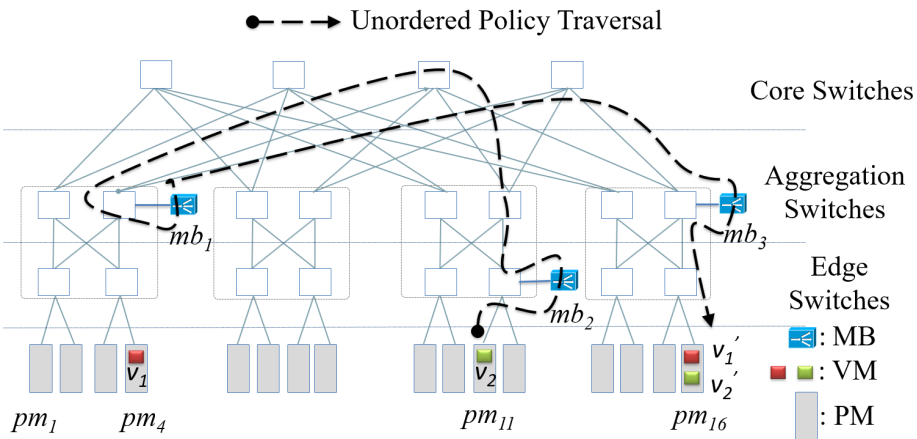 Unordered Policy Traversal
Core Switches
Aggregation
Switches
mb₁
mb₃
Edge
Switches
mb₂
: MB
v₁
v₂
v₁’
v₂’
: VM
pm₁
pm₄
pm₁₁
pm₁₆
: PM